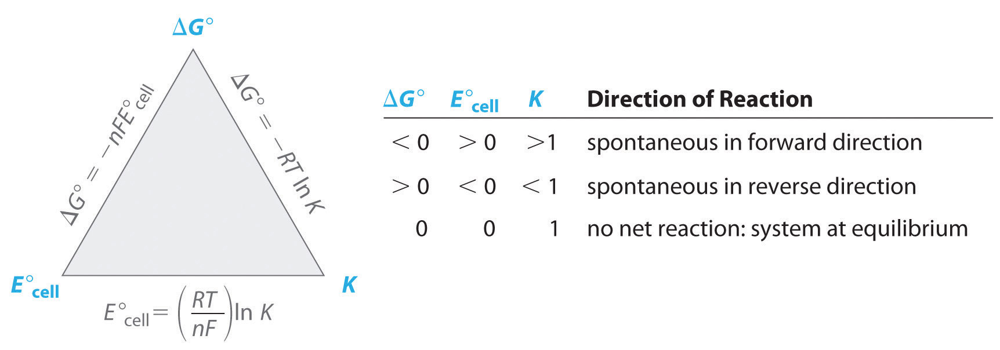 ΔG°
ΔG° = −nFE°cell
ΔG° = −RT ln K
E°cell
K
E°cell = (RT/nF) ln K
ΔG° E°cell K Direction of Reaction
< 0 > 0 >1 spontaneous in forward direction
> 0 < 0 < 1 spontaneous in reverse direction
0 0 1 no net reaction: system at equilibrium